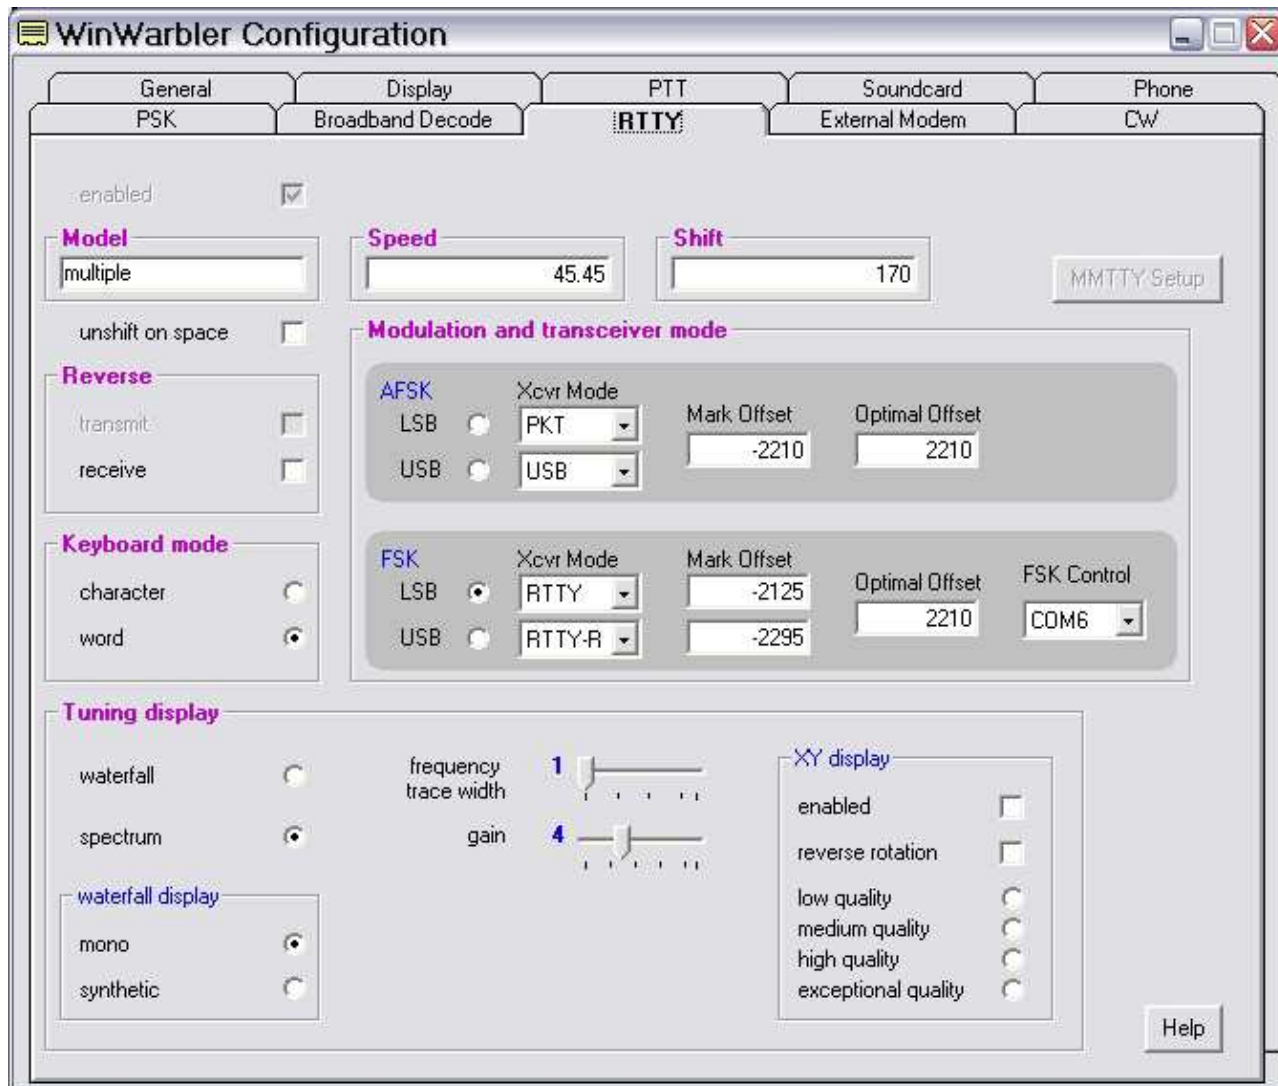 WinWarbler Configuration
General Display PTT Soundcard Phone
PSK Broadband Decode RTTY External Modem CW
enabled
Model Speed Shift
multiple 45.45 170 MMTTY Setup
unshift on space
Modulation and transceiver mode
Reverse
transmit
receive
AFSK Xcvr Mode Mark Offset Optimal Offset
LSB PKT -2210 2210
USB USB
Keyboard mode
character
word
FSK Xcvr Mode Mark Offset Optimal Offset FSK Control
LSB RTTY -2125 2210 COM6
USB RTTY-R -2295
Tuning display
waterfall
spectrum
frequency
trace width 1
gain 4
waterfall display
mono
synthetic
XY display
enabled
reverse rotation
low quality
medium quality
high quality
exceptional quality
Help